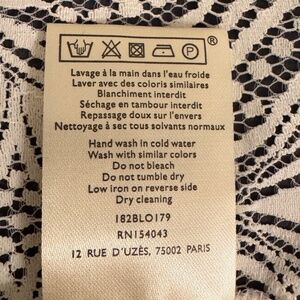 P
®
Lavage à la main dans l'eau froide
Laver avec des coloris similaires
Blanchiment interdit
Séchage en tambour interdit
Repassage doux sur l'envers
Nettoyage à sec tous solvants normaux
Hand wash in cold water
Wash with similar colors
Do not bleach
Do not tumble dry
Low iron on reverse side
Dry cleaning
182BLO179
RN154043
12 RUE D'UZÈS, 75002 PARIS